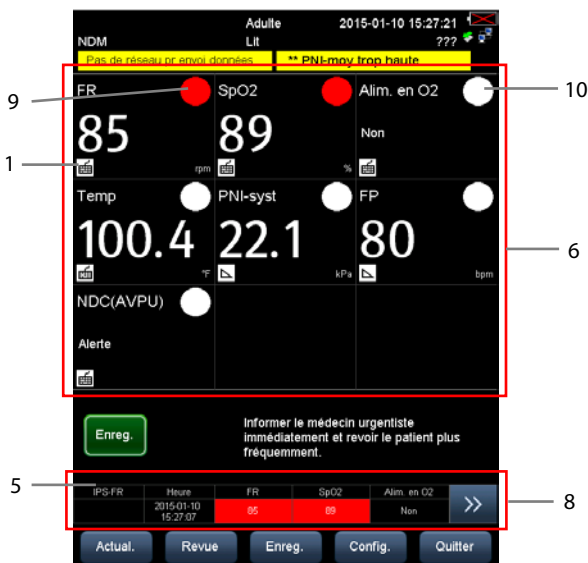 Adulte 2015-01-10 15:27:21
NDM Lit ???
Pas de réseau pr envoi données ** PNI-moy trop haute
9 10
FR SpO2 Alim. en O2
85 89 Non
1
rpm %
6
Temp PNI-syst FP
100.4 22.1 80
°F kPa bpm
NDC(AVPU)
Alerte
Enreg.
Informer le médecin urgentiste
immédiatement et revoir le patient plus
fréquemment.
5 8
IPS-FR Heure FR SpO2 Alim. en O2
2015-01-10 85 89 Non >>
15:27:07
Actual. Revue Enreg. Config. Quitter